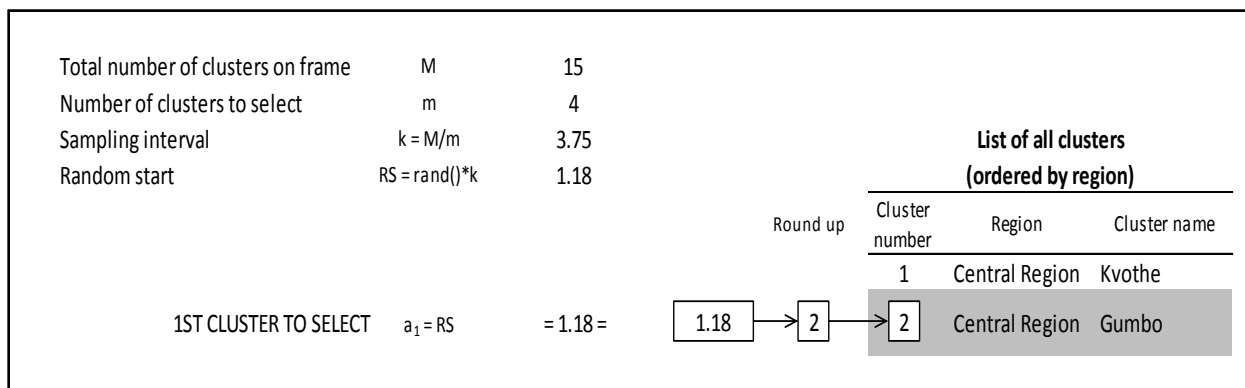 Total number of clusters on frame M 15
Number of clusters to select m 4
Sampling interval k = M/m 3.75
List of all clusters
Random start RS = rand()*k 1.18
(ordered by region)
Round up Cluster number Region Cluster name
1 Central Region Kvothe
1ST CLUSTER TO SELECT a₁ = RS = 1.18 = 1.18 2 2 Central Region Gumbo